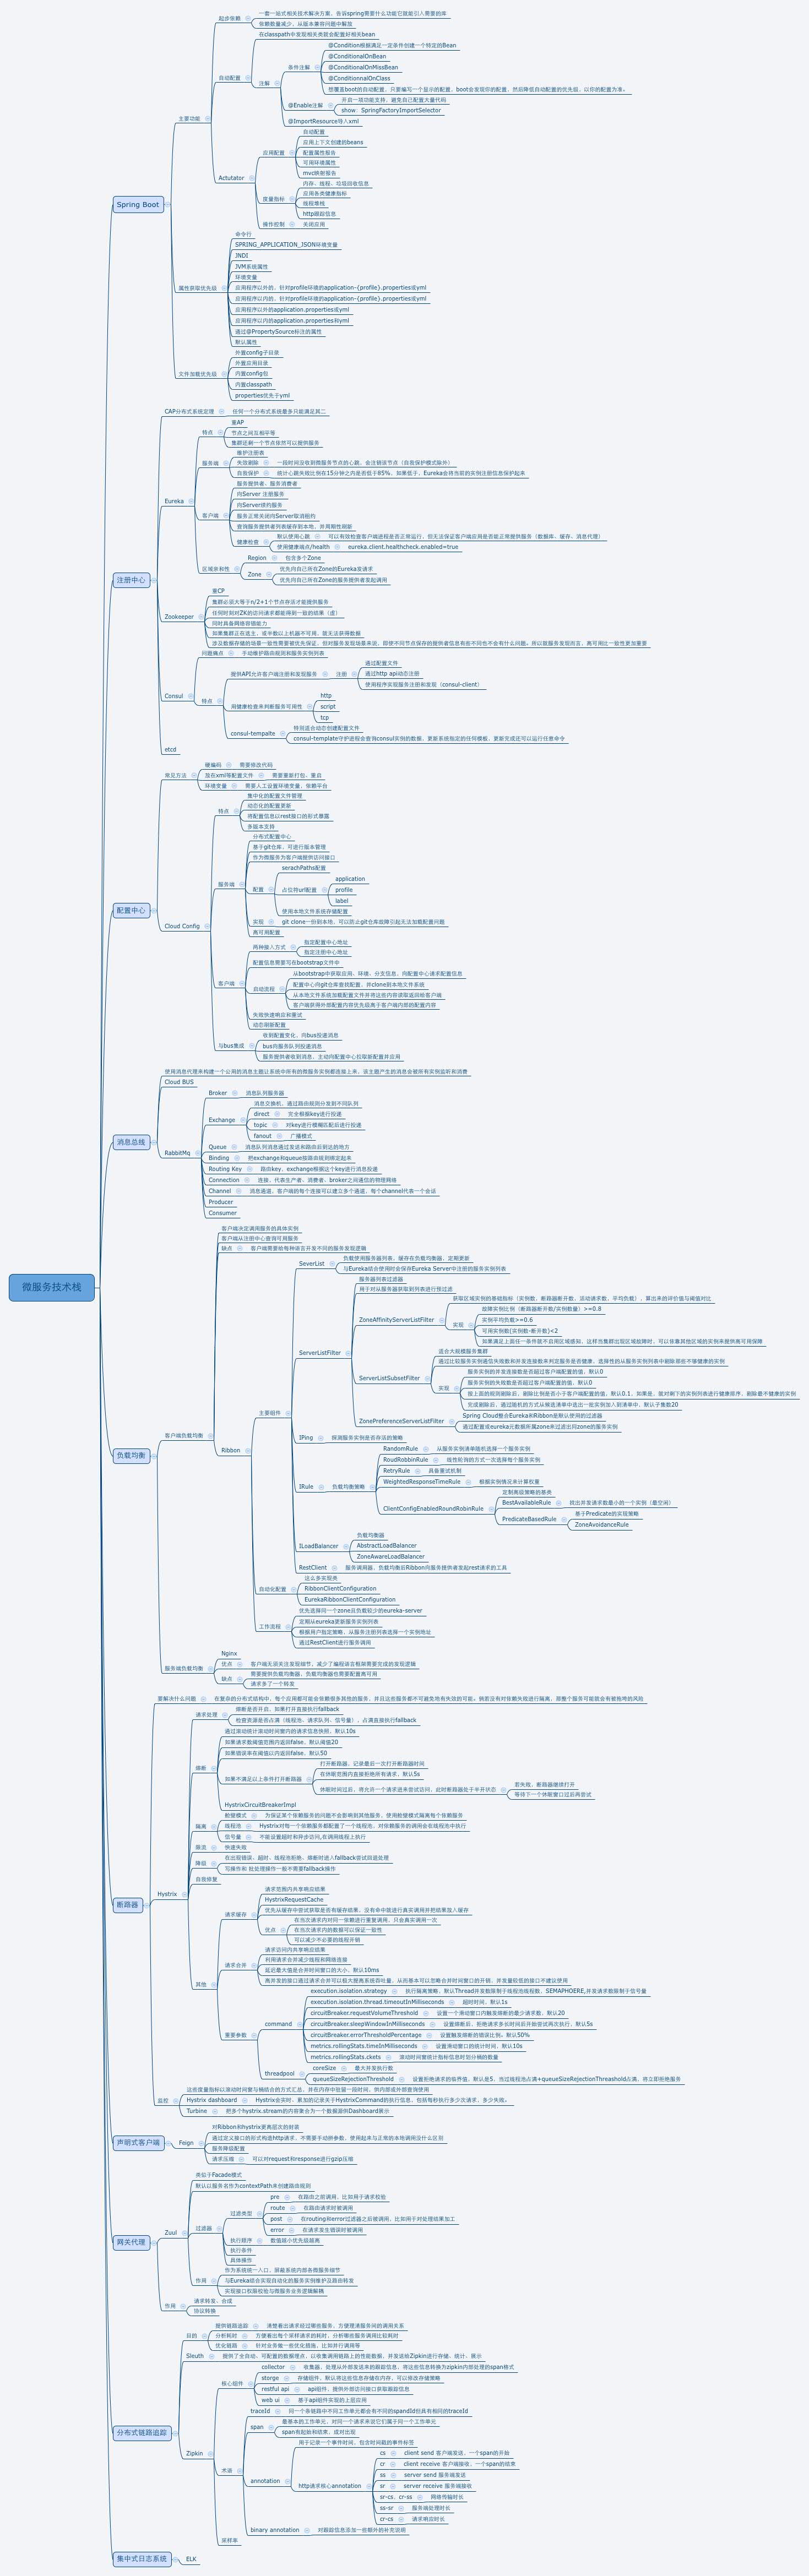 微服务技术栈
Spring Boot
主要功能
起步依赖
一套一站式相关技术解决方案，告诉spring需要什么功能它就能引入需要的库
依赖数量减少，从版本兼容问题中解放
自动配置
在classpath中发现相关类就会配置好相关bean
注解
条件注解
@Condition根据满足一定条件创建一个特定的Bean
@ConditionalOnBean
@ConditionalOnMissBean
@ConditionnalOnClass
想覆盖boot的自动配置，只要编写一个显示的配置，boot会发现你的配置，然后降低自动配置的优先级，以你的配置为准。
@Enable注解
开启一项功能支持，避免自己配置大量代码
show：SpringFactoryImportSelector
@ImportResource导入xml
Actutator
应用配置
自动配置
应用上下文创建的beans
配置属性报告
可用环境属性
mvc映射报告
度量指标
内存、线程、垃圾回收信息
应用各类健康指标
线程堆栈
http跟踪信息
操作控制
关闭应用
属性获取优先级
命令行
SPRING_APPLICATION_JSON环境变量
JNDI
JVM系统属性
环境变量
应用程序以外的，针对profile环境的application-{profile}.properties或yml
应用程序以内的，针对profile环境的application-{profile}.properties或yml
应用程序以外的application.properties或yml
应用程序以内的application.properties和yml
通过@PropertySource标注的属性
默认属性
文件加载优先级
外置config子目录
外置应用目录
内置config包
内置classpath
properties优先于yml
注册中心
CAP分布式系统定理
任何一个分布式系统最多只能满足其二
Eureka
特点
重AP
节点之间互相平等
集群还剩一个节点依然可以提供服务
服务端
维护注册表
失效剔除
一段时间没收到微服务节点的心跳，会注销该节点（自我保护模式除外）
自我保护
统计心跳失败比例在15分钟之内是否低于85%，如果低于，Eureka会将当前的实例注册信息保护起来
客户端
服务提供者、服务消费者
向Server 注册服务
向Server续约服务
服务正常关闭向Server取消租约
查询服务提供者列表缓存到本地，并周期性刷新
健康检查
默认使用心跳
可以有效检查客户端进程是否正常运行，但无法保证客户端应用是否能正常提供服务（数据库、缓存、消息代理）
使用健康端点/health
eureka.client.healthcheck.enabled=true
区域亲和性
Region
包含多个Zone
Zone
优先向自己所在Zone的Eureka发请求
优先向自己所在Zone的服务提供者发起调用
Zookeeper
重CP
集群必须大等于n/2+1个节点存活才能提供服务
任何时刻对ZK的访问请求都能得到一致的结果（虚）
同时具备网络容错能力
如果集群正在选主，或半数以上机器不可用，就无法获得数据
涉及数据存储的场景一致性需要被优先保证，但对服务发现场景来说，即使不同节点保存的提供者信息有些不同也不会有什么问题。所以就服务发现而言，高可用比一致性更加重要
Consul
问题痛点
手动维护路由规则和服务实例列表
特点
提供API允许客户端注册和发现服务
注册
通过配置文件
通过http api动态注册
使用程序实现服务注册和发现（consul-client）
用健康检查来判断服务可用性
http
script
tcp
consul-tempalte
特别适合动态创建配置文件
consul-template守护进程会查询consul实例的数据，更新系统指定的任何模板，更新完成还可以运行任意命令
etcd
配置中心
常见方法
硬编码
需要修改代码
放在xml等配置文件
需要重新打包，重启
环境变量
需要人工设置环境变量，依赖平台
Cloud Config
特点
集中化的配置文件管理
动态化的配置更新
将配置信息以rest接口的形式暴露
多版本支持
服务端
分布式配置中心
基于git仓库，可进行版本管理
作为微服务为客户端提供访问接口
配置
serachPaths配置
占位符url配置
application
profile
label
使用本地文件系统存储配置
实现
git clone一份到本地，可以防止git仓库故障引起无法加载配置问题
高可用配置
客户端
两种接入方式
指定配置中心地址
指定注册中心地址
配置信息需要写在bootstrap文件中
启动流程
从bootstrap中获取应用、环境、分支信息，向配置中心请求配置信息
配置中心向git仓库查找配置，并clone到本地文件系统
从本地文件系统加载配置文件并将这些内容读取返回给客户端
客户端获得外部配置内容优先级高于客户端内部的配置内容
失败快速响应和重试
动态刷新配置
与bus集成
收到配置变化，向bus投递消息
bus向服务队列投递消息
服务提供者收到消息，主动向配置中心拉取新配置并应用
消息总线
使用消息代理来构建一个公用的消息主题让系统中所有的微服务实例都连接上来，该主题产生的消息会被所有实例监听和消费
Cloud BUS
RabbitMq
Broker
消息队列服务器
Exchange
消息交换机，通过路由规则分发到不同队列
direct
完全根据key进行投递
topic
对key进行模糊匹配后进行投递
fanout
广播模式
Queue
消息队列消息通过发送和路由后到达的地方
Binding
把exchange和queue按路由规则绑定起来
Routing Key
路由key，exchange根据这个key进行消息投递
Connection
连接，代表生产者、消费者、broker之间通信的物理网络
Channel
消息通道，客户端的每个连接可以建立多个通道，每个channel代表一个会话
Producer
Consumer
负载均衡
客户端负载均衡
客户端决定调用服务的具体实例
客户端从注册中心查询可用服务
缺点
客户端需要给每种语言开发不同的服务发现逻辑
Ribbon
主要组件
SeverList
负载使用服务器列表，缓存在负载均衡器，定期更新
与Eureka结合使用时会保存Eureka Server中注册的服务实例列表
ServerListFilter
服务器列表过滤器
用于对从服务器获取到列表进行预过滤
ZoneAffinityServerListFilter
获取区域实例的基础指标（实例数，断路器断开数，活动请求数，平均负载），算出来的评价值与阈值对比
实现
故障实例比例（断路器断开数/实例数量）>=0.8
实例平均负载>=0.6
可用实例数(实例数-断开数)<2
如果满足上面任一条件就不启用区域感知，这样当集群出现区域故障时，可以依靠其他区域的实例来提供高可用保障
ServerListSubsetFilter
适合大规模服务集群
通过比较服务实例通信失败数和并发连接数来判定服务是否健康，选择性的从服务实例列表中剔除那些不够健康的实例
实现
服务实例的并发连接数是否超过客户端配置的值，默认0
服务实例的失败数是否超过客户端配置的值，默认0
按上面的规则剔除后，剔除比例是否小于客户端配置的值，默认0.1，如果是，就对剩下的实例列表进行健康排序，剔除最不健康的实例
完成剔除后，通过随机的方式从候选清单中选出一批实例加入到清单中，默认子集数20
ZonePreferenceServerListFilter
Spring Cloud整合Eureka和Ribbon是默认使用的过滤器
通过配置或eureka元数据所属zone来过滤出同zone的服务实例
IPing
探测服务实例是否存活的策略
IRule
负载均衡策略
RandomRule
从服务实例清单随机选择一个服务实例
RoudRobbinRule
线性轮询的方式一次选择每个服务实例
RetryRule
具备重试机制
WeightedResponseTimeRule
根据实例情况来计算权重
ClientConfigEnabledRoundRobinRule
定制高级策略的基类
BestAvailableRule
找出并发请求数最小的一个实例（最空闲）
PredicateBasedRule
基于Predicate的实现策略
ZoneAvoidanceRule
ILoadBalancer
负载均衡器
AbstractLoadBalancer
ZoneAwareLoadBalancer
RestClient
服务调用器，负载均衡后Ribbon向服务提供者发起rest请求的工具
自动化配置
这么多实现类
RibbonClientConfiguration
EurekaRibbonClientConfiguration
工作流程
优先选择同一个zone且负载较少的eureka-server
定期从eureka更新服务实例列表
根据用户指定策略，从服务注册列表选择一个实例地址
通过RestClient进行服务调用
服务端负载均衡
Nginx
优点
客户端无须关注发现细节，减少了编程语言框架需要完成的发现逻辑
缺点
需要提供负载均衡器，负载均衡器也需要配置高可用
请求多了一个转发
断路器
要解决什么问题
在复杂的分布式结构中，每个应用都可能会依赖很多其他的服务，并且这些服务都不可避免地有失效的可能。倘若没有对依赖失败进行隔离，那整个服务可能就会有被拖垮的风险
Hystrix
请求处理
熔断是否开启，如果打开直接执行fallback
检查资源是否占满（线程池，请求队列、信号量），占满直接执行fallback
熔断
通过滚动统计滚动时间窗内的请求信息快照，默认10s
如果请求数阈值范围内返回false，默认阈值20
如果错误率在阈值以内返回false，默认50
如果不满足以上条件打开断路器
打开断路器，记录最后一次打开断路器时间
在休眠范围内直接拒绝所有请求，默认5s
休眠时间过后，将允许一个请求进来尝试访问，此时断路器处于半开状态
若失败，断路器继续打开
等待下一个休眠窗口过后再尝试
HystrixCircuitBreakerImpl
隔离
舱壁模式
为保证某个依赖服务的问题不会影响到其他服务，使用舱壁模式隔离每个依赖服务
线程池
Hystrix对每一个依赖服务都配置了一个线程池，对依赖服务的调用会在线程池中执行
信号量
不能设置超时和异步访问,在调用线程上执行
限流
快速失败
降级
在出现错误、超时、线程池拒绝、熔断时进入fallback尝试回退处理
写操作和 批处理操作一般不需要fallback操作
自我修复
其他
请求缓存
请求范围内共享响应结果
HystrixRequestCache
优先从缓存中尝试获取是否有缓存结果，没有命中就进行真实调用并把结果放入缓存
优点
在当次请求内对同一依赖进行重复调用，只会真实调用一次
在当次请求内的数据可以保证一致性
可以减少不必要的线程开销
请求合并
请求访问内共享响应结果
利用请求合并减少线程和网络连接
延迟最大值是合并时间窗口的大小，默认10ms
高并发的接口通过请求合并可以极大提高系统吞吐量，从而基本可以忽略合并时间窗口的开销，并发量较低的接口不建议使用
重要参数
command
execution.isolation.strategy
执行隔离策略，默认Thread并发数限制于线程池线程数，SEMAPHOERE,并发请求数限制于信号量
execution.isolation.thread.timeoutInMilliseconds
超时时间，默认1s
circuitBreaker.requestVolumeThreshold
设置一个滑动窗口内触发熔断的最少请求数，默认20
circuitBreaker.sleepWindowInMilliseconds
设置熔断后，拒绝请求多长时间后开始尝试再次执行，默认5s
circuitBreaker.errorThresholdPercentage
设置触发熔断的错误比例。默认50%
metrics.rollingStats.timeInMilliseconds
设置滑动窗口的统计时间，默认10s
metrics.rollingStats.ckets
滚动时间窗统计指标信息时划分桶的数量
threadpool
coreSize
最大并发执行数
queueSizeRejectionThreshold
设置拒绝请求的临界值，默认是5，当过线程池占满+queueSizeRejectionThreashold占满，将立即拒绝服务
监控
这些度量指标以滚动时间窗与桶结合的方式汇总，并在内存中驻留一段时间，供内部或外部查询使用
Hystrix dashboard
Hystrix会实时、累加的记录关于HystrixCommand的执行信息，包括每秒执行多少次请求，多少失败。
Turbine
把多个hystrix.stream的内容聚合为一个数据源供Dashboard展示
声明式客户端
Feign
对Ribbon和hystrix更高层次的封装
通过定义接口的形式构造http请求，不需要手动拼参数，使用起来与正常的本地调用没什么区别
服务降级配置
请求压缩
可以对request和response进行gzip压缩
网关代理
Zuul
类似于Facade模式
默认以服务名作为contextPath来创建路由规则
过滤器
过滤类型
pre
在路由之前调用，比如用于请求校验
route
在路由请求时被调用
post
在routing和error过滤器之后被调用，比如用于对处理结果加工
error
在请求发生错误时被调用
执行顺序
数值越小优先级越高
执行条件
具体操作
作用
作为系统统一入口，屏蔽系统内部各微服务细节
与Eureka结合实现自动化的服务实例维护及路由转发
实现接口权限校验与微服务业务逻辑解耦
作用
请求转发、合成
协议转换
分布式链路追踪
目的
提供链路追踪
清楚看出请求经过哪些服务，方便理清服务间的调用关系
分析耗时
方便看出每个采样请求的耗时，分析哪些服务调用比较耗时
优化链路
针对业务做一些优化措施，比如并行调用等
Sleuth
提供了全自动、可配置的数据埋点，以收集调用链路上的性能数据，并发送给Zipkin进行存储、统计、展示
Zipkin
核心组件
collector
收集器，处理从外部发送来的跟踪信息，将这些信息转换为zipkin内部处理的span格式
storge
存储组件，默认将这些信息存储在内存，可以修改存储策略
restful api
api组件，提供外部访问接口获取跟踪信息
web ui
基于api组件实现的上层应用
术语
traceId
同一个条链路中不同工作单元都会有不同的spandId但具有相同的traceId
span
最基本的工作单元，对同一个请求来说它们属于同一个工作单元
span有起始和结束，成对出现
annotation
用于记录一个事件时间，包含时间戳的事件标签
http请求核心annotation
cs
client send 客户端发送，一个span的开始
cr
client receive 客户端接收，一个span的结束
ss
server send 服务端发送
sr
server receive 服务端接收
sr-cs、cr-ss
网络传输时长
ss-sr
服务端处理时长
cr-cs
请求响应时长
binary annotation
对跟踪信息添加一些额外的补充说明
采样率
集中式日志系统
ELK